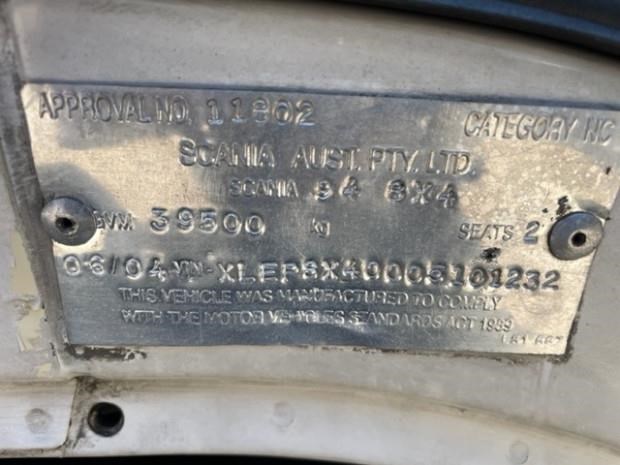 APPROVAL NO. 11802 CATEGORY NC
SCANIA AUST. PTY. LTD.
SCANIA 94 8X4
GVM 39500 kg SEATS 2
06/04 VIN-XLEP8X40005101232
THIS VEHICLE WAS MANUFACTURED TO COMPLY
WITH THE MOTOR VEHICLES STANDARDS ACT 1989